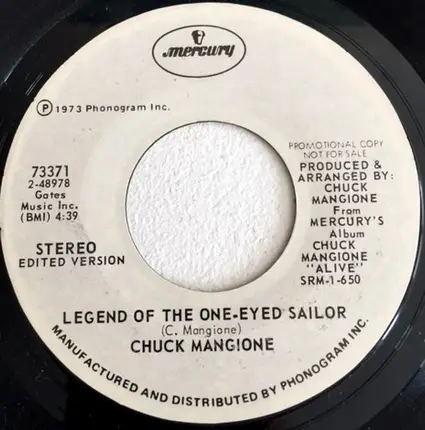 mercury
Ⓟ 1973 Phonogram Inc.
73371
2-48978
Gates
Music Inc.
(BMI) 4:39
STEREO
EDITED VERSION
PROMOTIONAL COPY
NOT FOR SALE
PRODUCED &
ARRANGED BY:
CHUCK
MANGIONE
From
MERCURY'S
Album
CHUCK
MANGIONE
"ALIVE"
SRM-1-650
LEGEND OF THE ONE-EYED SAILOR
(C. Mangione)
CHUCK MANGIONE
MANUFACTURED AND DISTRIBUTED BY PHONOGRAM INC.